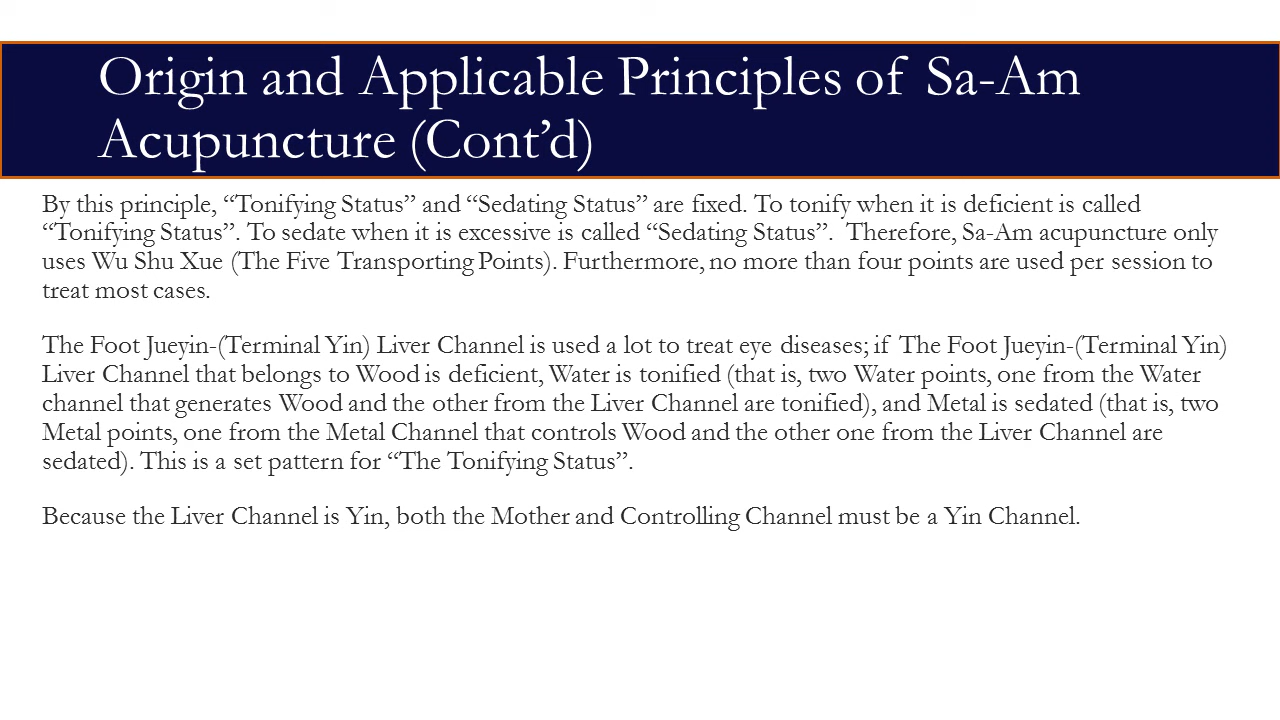 Origin and Applicable Principles of Sa-Am
Acupuncture (Cont’d)
By this principle, “Tonifying Status” and “Sedating Status” are fixed. To tonify when it is deficient is called
“Tonifying Status”. To sedate when it is excessive is called “Sedating Status”.  Therefore, Sa-Am acupuncture only
uses Wu Shu Xue (The Five Transporting Points). Furthermore, no more than four points are used per session to
treat most cases.
The Foot Jueyin-(Terminal Yin) Liver Channel is used a lot to treat eye diseases; if The Foot Jueyin-(Terminal Yin)
Liver Channel that belongs to Wood is deficient, Water is tonified (that is, two Water points, one from the Water
channel that generates Wood and the other from the Liver Channel are tonified), and Metal is sedated (that is, two
Metal points, one from the Metal Channel that controls Wood and the other one from the Liver Channel are
sedated). This is a set pattern for “The Tonifying Status”.
Because the Liver Channel is Yin, both the Mother and Controlling Channel must be a Yin Channel.